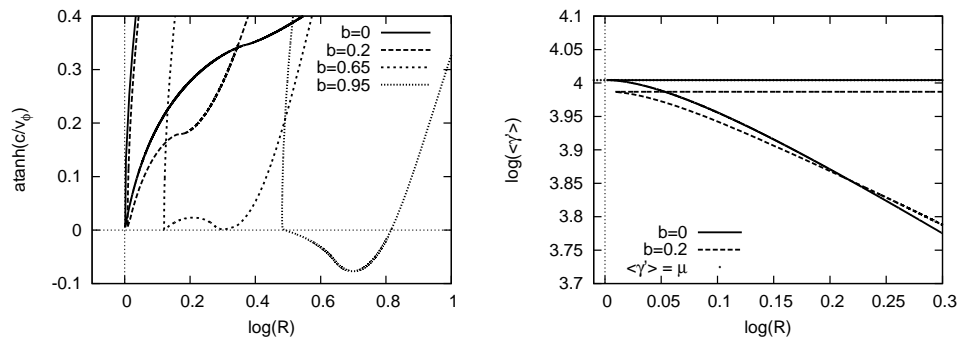 0.4
0.3
0.2
0.1
0
-0.1
0
0.2
0.4
0.6
0.8
1
atanh(c/vϕ)
log(R)
b=0
b=0.2
b=0.65
b=0.95
4.1
4.05
4
3.95
3.9
3.85
3.8
3.75
3.7
0
0.05
0.1
0.15
0.2
0.25
0.3
log(<γ'>)
log(R)
b=0
b=0.2
<γ'> = μ